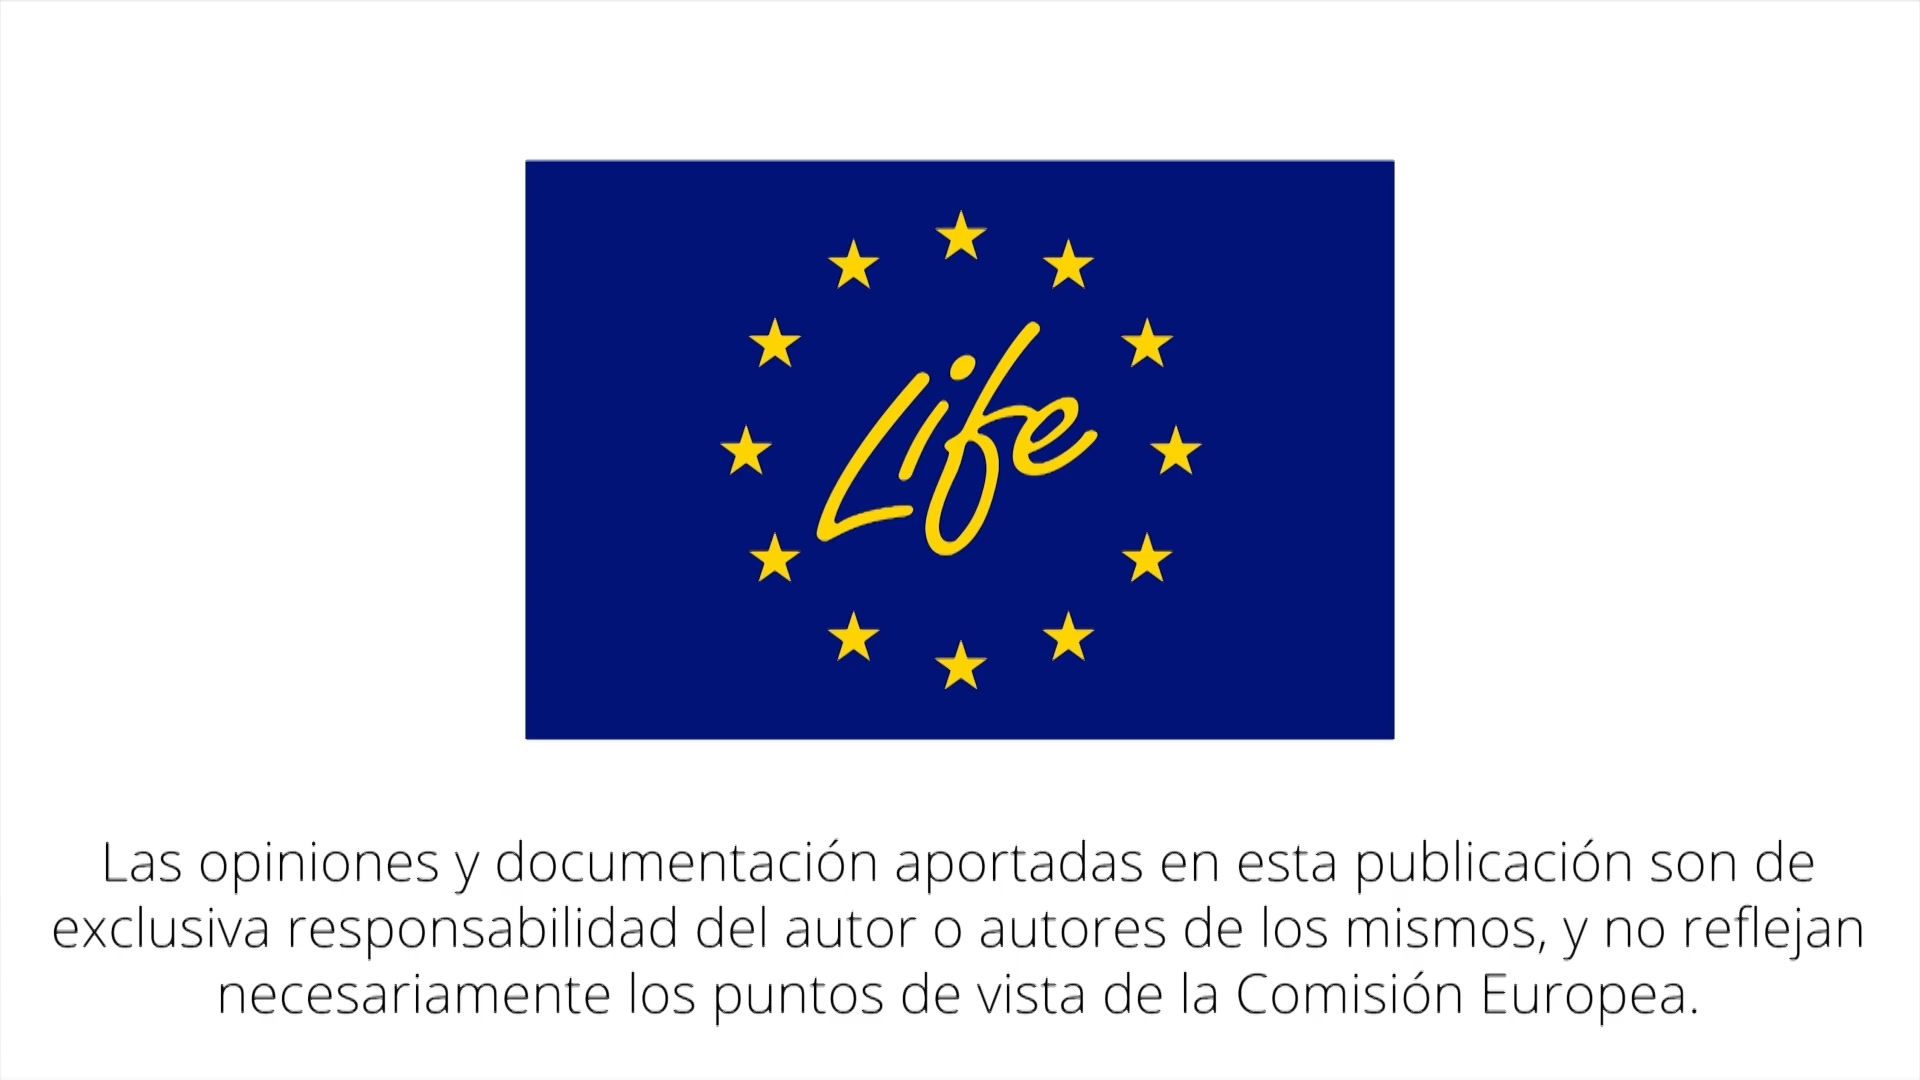 Life
Las opiniones y documentación aportadas en esta publicación son de
exclusiva responsabilidad del autor o autores de los mismos, y no reflejan
necesariamente los puntos de vista de la Comisión Europea.